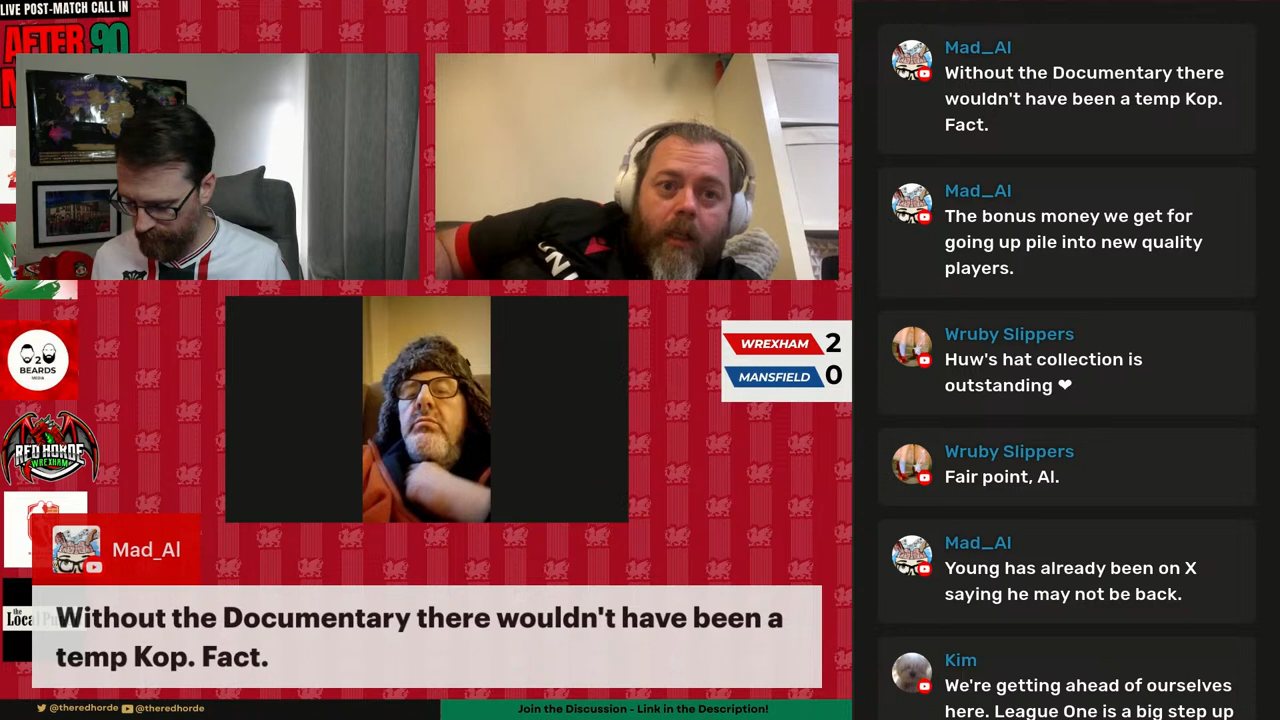 LIVE POST-MATCH CALL IN
AFTER 90
UNI
2
BEARDS
MEDIA
RED HORDE
WREXHAM
WREXHAM 2
MANSFIELD 0
Mad_Al
the
Local
Without the Documentary there wouldn't have been a
temp Kop. Fact.
@theredhorde @theredhorde
Join the Discussion - Link in the Description!
Mad_Al
Without the Documentary there
wouldn't have been a temp Kop.
Fact.
Mad_Al
The bonus money we get for
going up pile into new quality
players.
Wruby Slippers
Huw's hat collection is
outstanding ❤
Wruby Slippers
Fair point, Al.
Mad_Al
Young has already been on X
saying he may not be back.
Kim
We're getting ahead of ourselves
here. League One is a big step up